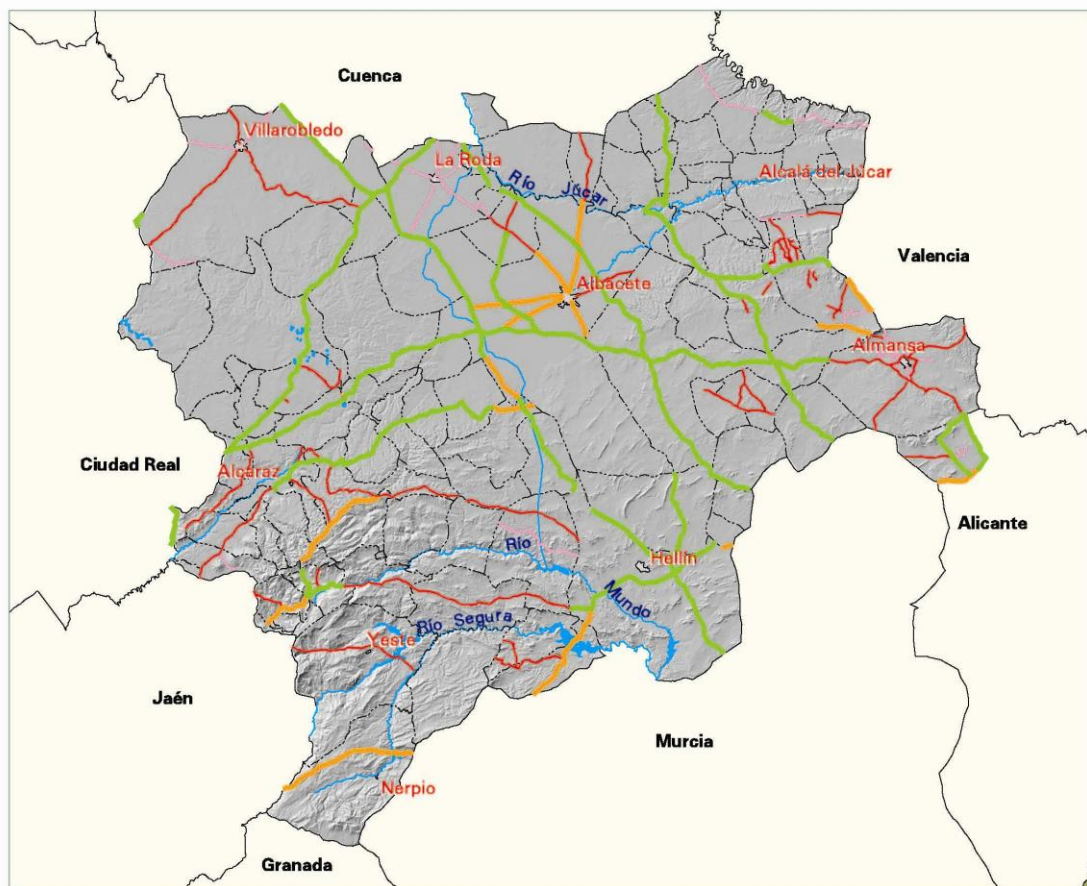 Cuenca
Villarobledo
La Roda
Alcalá del Júcar
Río Júcar
Valencia
Albacete
Almansa
Ciudad Real
Alcaraz
Alicante
Río
Hellín
Mundo
Río Segura
Yeste
Jaén
Murcia
Nerpio
Granada